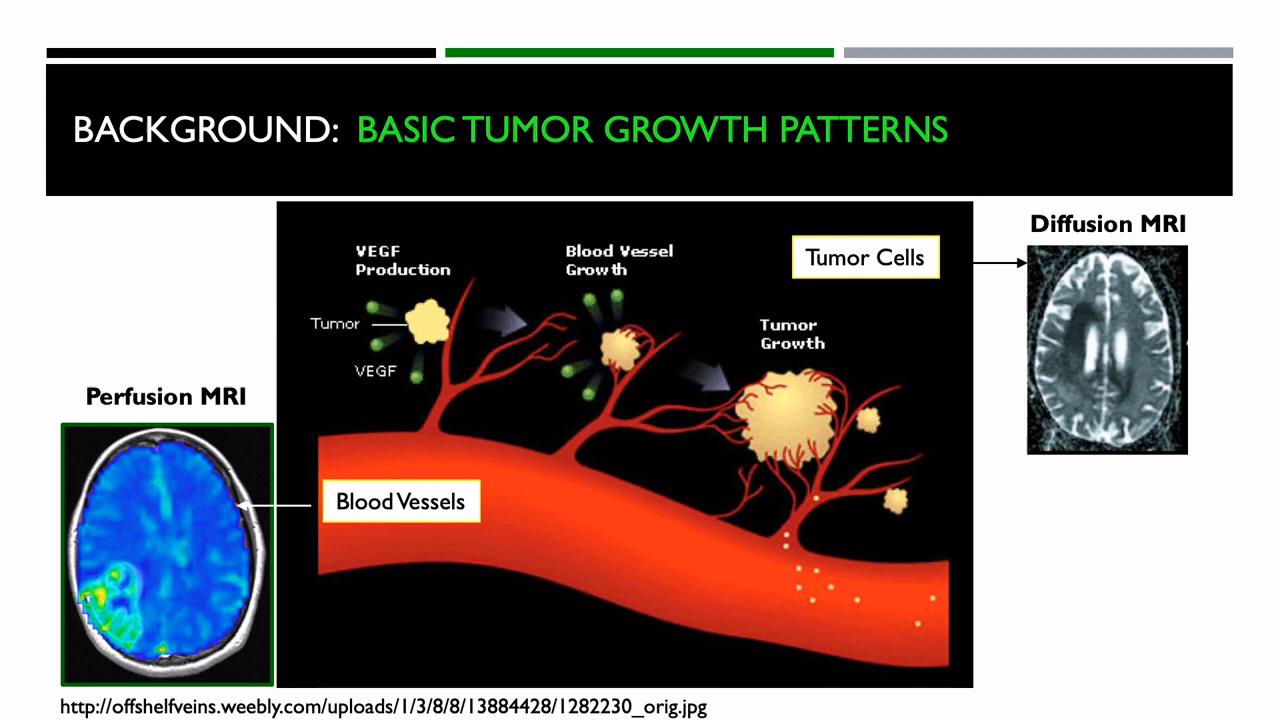 BACKGROUND: BASIC TUMOR GROWTH PATTERNS
Diffusion MRI
VEGF
Production
Blood Vessel
Growth
Tumor Cells
Tumor
Tumor
Growth
VEGF
Perfusion MRI
Blood Vessels
http://offshelfveins.weebly.com/uploads/1/3/8/8/13884428/1282230_orig.jpg